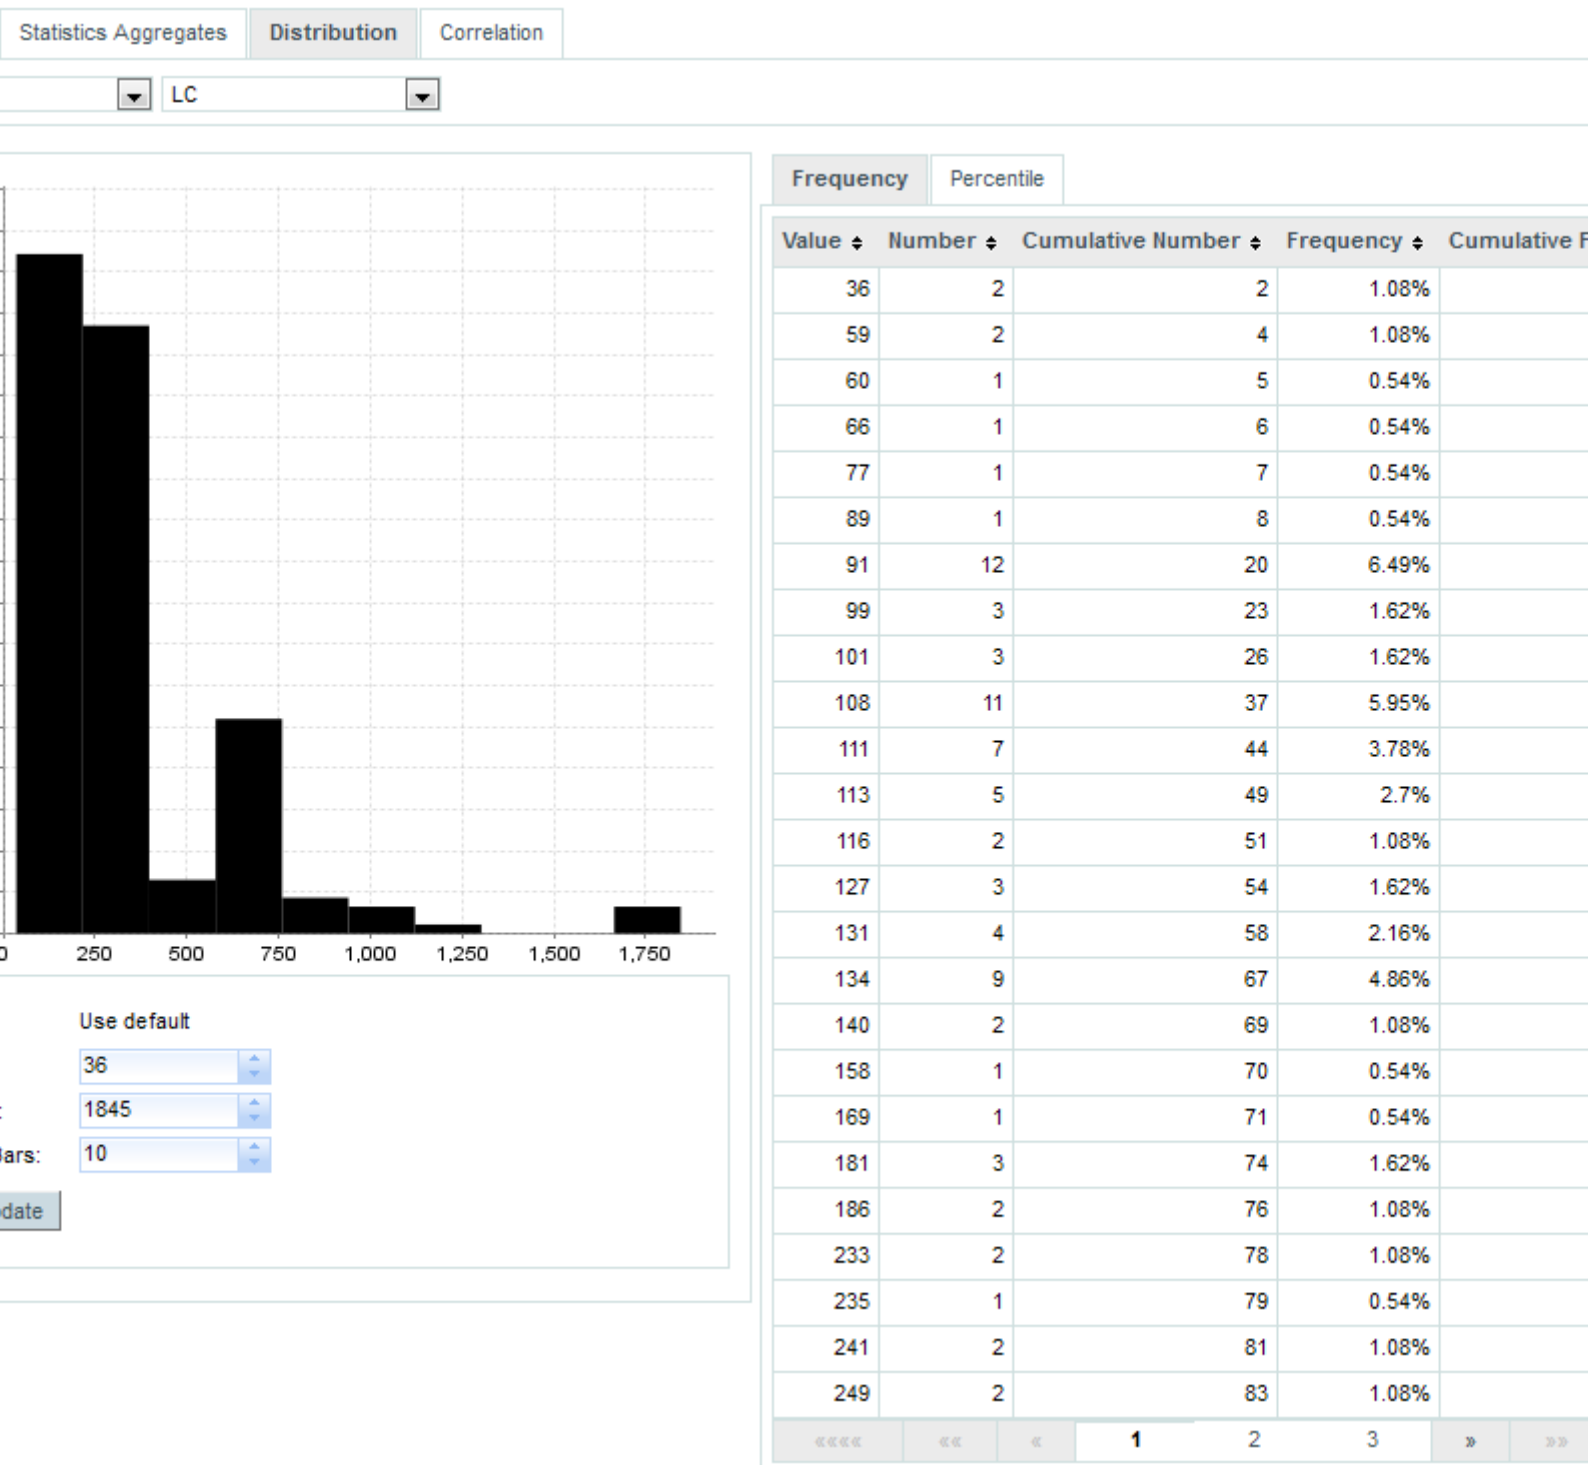 Statistics Aggregates Distribution Correlation
LC
250 500 750 1,000 1,250 1,500 1,750
Use default
36
1845
10
Frequency Percentile
Value Number Cumulative Number Frequency Cumulative
36 2 2 1.08%
59 2 4 1.08%
60 1 5 0.54%
66 1 6 0.54%
77 1 7 0.54%
89 1 8 0.54%
91 12 20 6.49%
99 3 23 1.62%
101 3 26 1.62%
108 11 37 5.95%
111 7 44 3.78%
113 5 49 2.7%
116 2 51 1.08%
127 3 54 1.62%
131 4 58 2.16%
134 9 67 4.86%
140 2 69 1.08%
158 1 70 0.54%
169 1 71 0.54%
181 3 74 1.62%
186 2 76 1.08%
233 2 78 1.08%
235 1 79 0.54%
241 2 81 1.08%
249 2 83 1.08%
«««« «« « 1 2 3 » »»